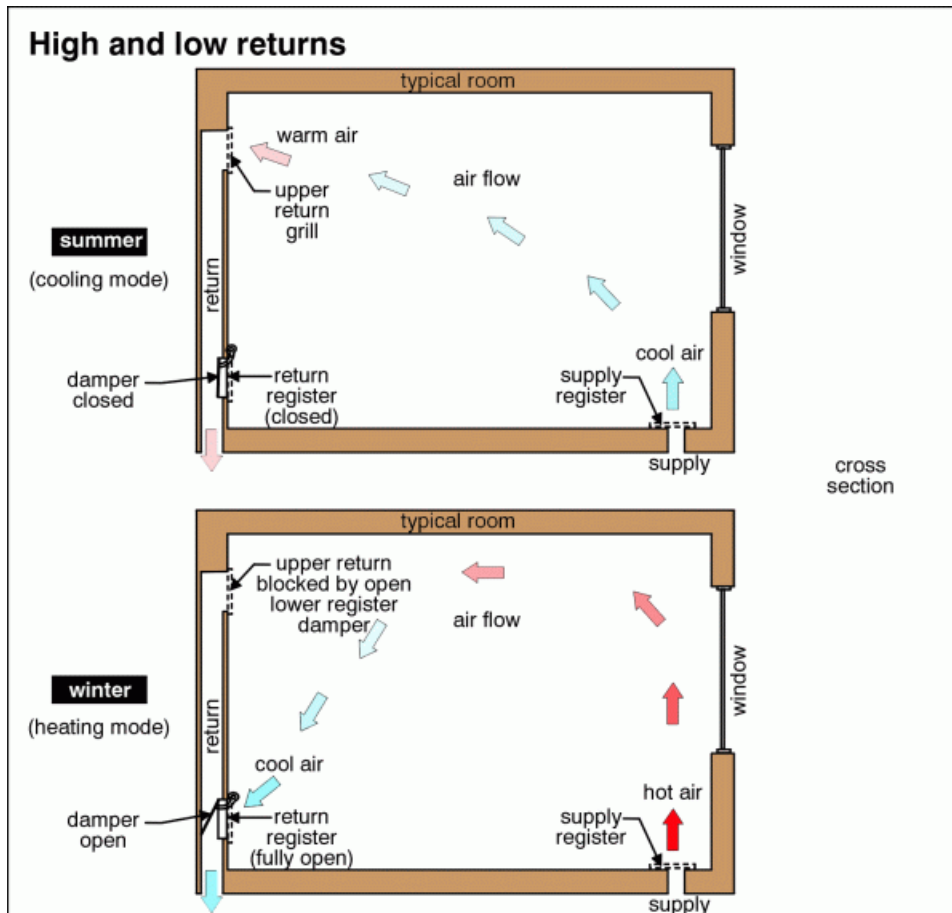 High and low returns
typical room
warm air
air flow
upper
return
grill
summer
(cooling mode)
return
window
damper
closed
return
register
(closed)
cool air
supply
register
supply
cross
section
typical room
upper return
blocked by open
lower register
damper
air flow
winter
(heating mode)
return
window
cool air
hot air
damper
open
return
register
(fully open)
supply
register
supply